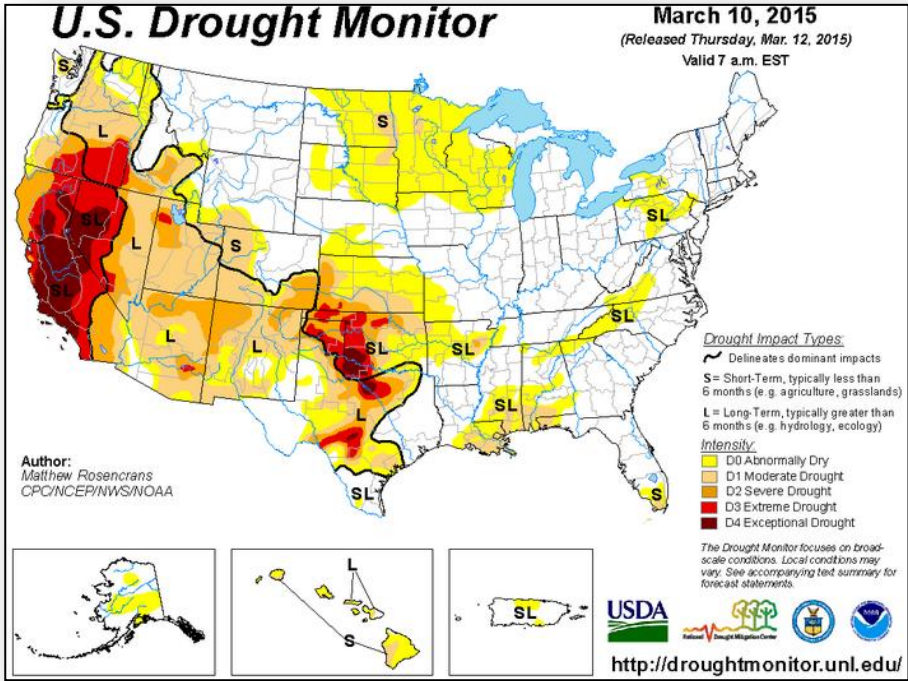 U.S. Drought Monitor
March 10, 2015
(Released Thursday, Mar. 12, 2015)
Valid 7 a.m. EST
S
L
S
SL
L
S
SL
SL
L
L
SL
SL
SL
SL
L
SL
S
Drought Impact Types:
Delineates dominant impacts
S = Short-Term, typically less than
6 months (e.g. agriculture, grasslands)
L = Long-Term, typically greater than
6 months (e.g. hydrology, ecology)
Intensity:
D0 Abnormally Dry
D1 Moderate Drought
D2 Severe Drought
D3 Extreme Drought
D4 Exceptional Drought
Author:
Matthew Rosencrans
CPC/NCEP/NWS/NOAA
The Drought Monitor focuses on broad-
scale conditions. Local conditions may
vary. See accompanying text summary for
forecast statements.
L
S
SL
USDA
National Drought Mitigation Center
http://droughtmonitor.unl.edu/